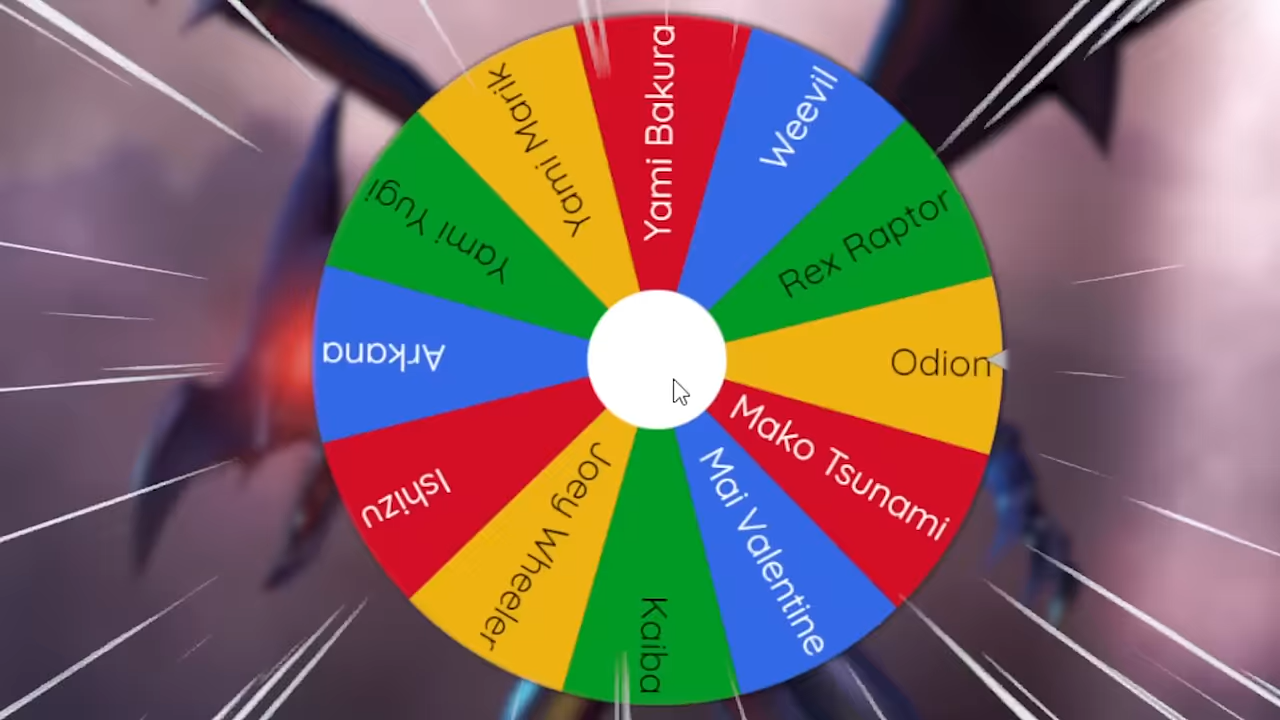 Yami Bakura
Weevil
Rex Raptor
Odion
Mako Tsunami
Mai Valentine
Kaiba
Joey Wheeler
Ishizu
Arkana
Yami Yugi
Yami Marik